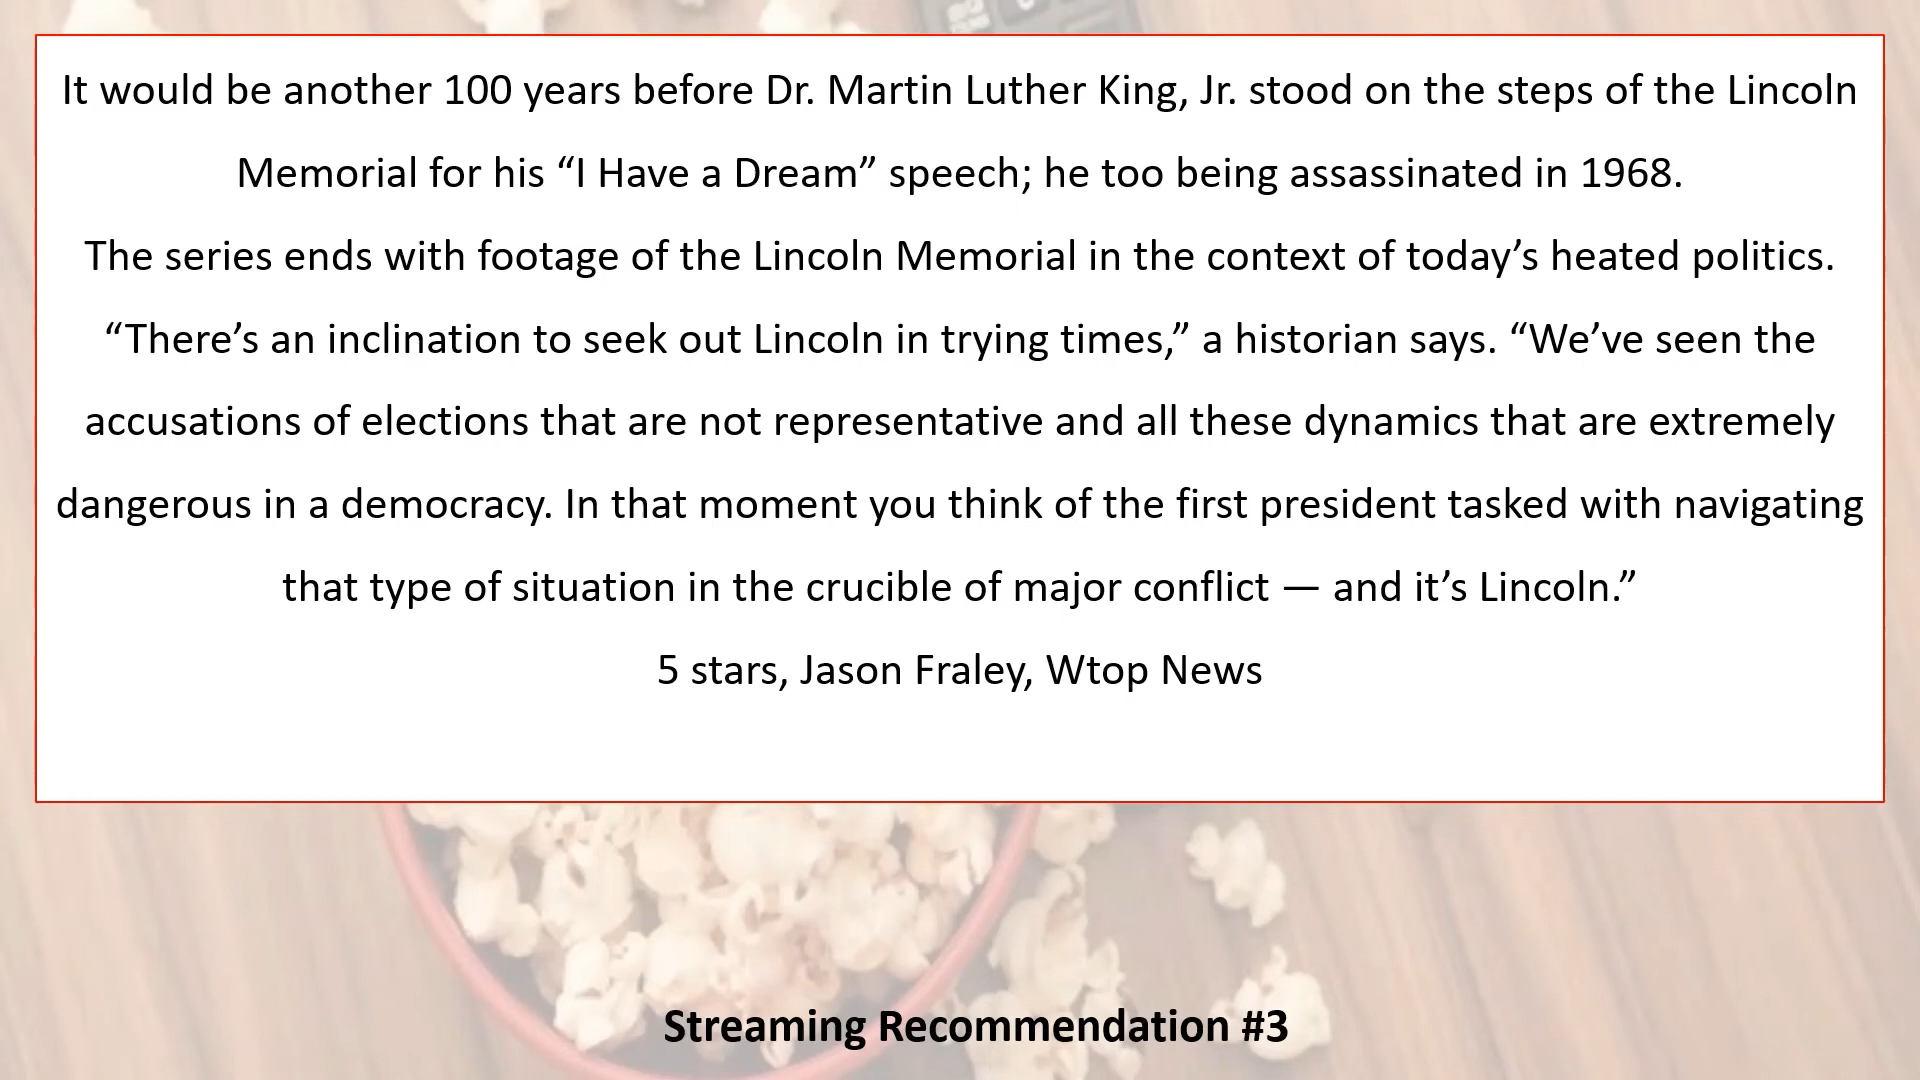 It would be another 100 years before Dr. Martin Luther King, Jr. stood on the steps of the Lincoln
Memorial for his “I Have a Dream” speech; he too being assassinated in 1968.
The series ends with footage of the Lincoln Memorial in the context of today’s heated politics.
“There’s an inclination to seek out Lincoln in trying times,” a historian says. “We’ve seen the
accusations of elections that are not representative and all these dynamics that are extremely
dangerous in a democracy. In that moment you think of the first president tasked with navigating
that type of situation in the crucible of major conflict — and it’s Lincoln.”
5 stars, Jason Fraley, Wtop News
Streaming Recommendation #3